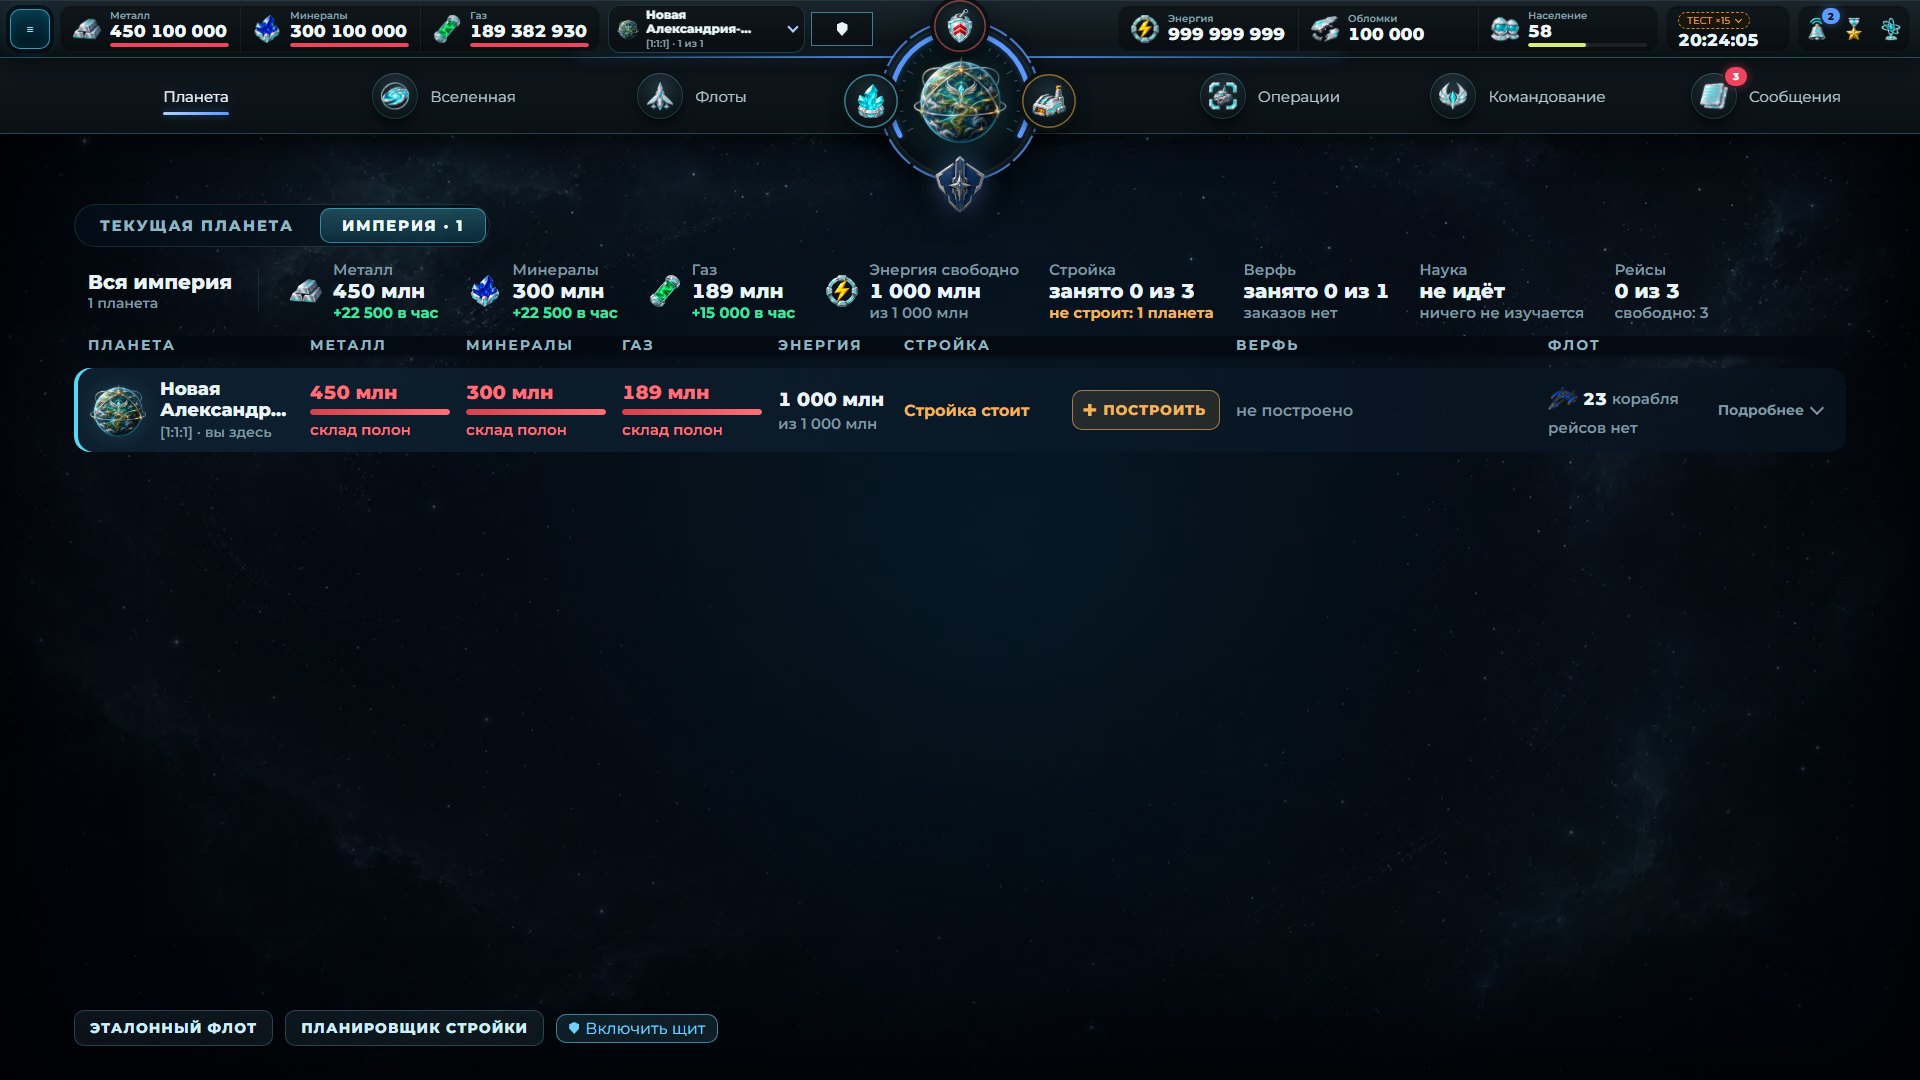 Металл
450 100 000
Минералы
300 100 000
Газ
189 382 930
Новая
Александрия-...
[1:1:1] · 1 из 1
Энергия
999 999 999
Обломки
100 000
Население
58
ТЕСТ ×15
20:24:05
2
Планета
Вселенная
Флоты
Операции
Командование
3
Сообщения
ТЕКУЩАЯ ПЛАНЕТА
ИМПЕРИЯ · 1
Вся империя
1 планета
Металл
450 млн
+22 500 в час
Минералы
300 млн
+22 500 в час
Газ
189 млн
+15 000 в час
Энергия свободно
1 000 млн
из 1 000 млн
Стройка
занято 0 из 3
не строит: 1 планета
Верфь
занято 0 из 1
заказов нет
Наука
не идёт
ничего не изучается
Рейсы
0 из 3
свободно: 3
ПЛАНЕТА МЕТАЛЛ МИНЕРАЛЫ ГАЗ ЭНЕРГИЯ СТРОЙКА ВЕРФЬ ФЛОТ
Новая
Александр...
[1:1:1] · вы здесь
450 млн
склад полон
300 млн
склад полон
189 млн
склад полон
1 000 млн
из 1 000 млн
Стройка стоит
+ ПОСТРОИТЬ
не построено
23 корабля
рейсов нет
Подробнее
ЭТАЛОННЫЙ ФЛОТ
ПЛАНИРОВЩИК СТРОЙКИ
Включить щит